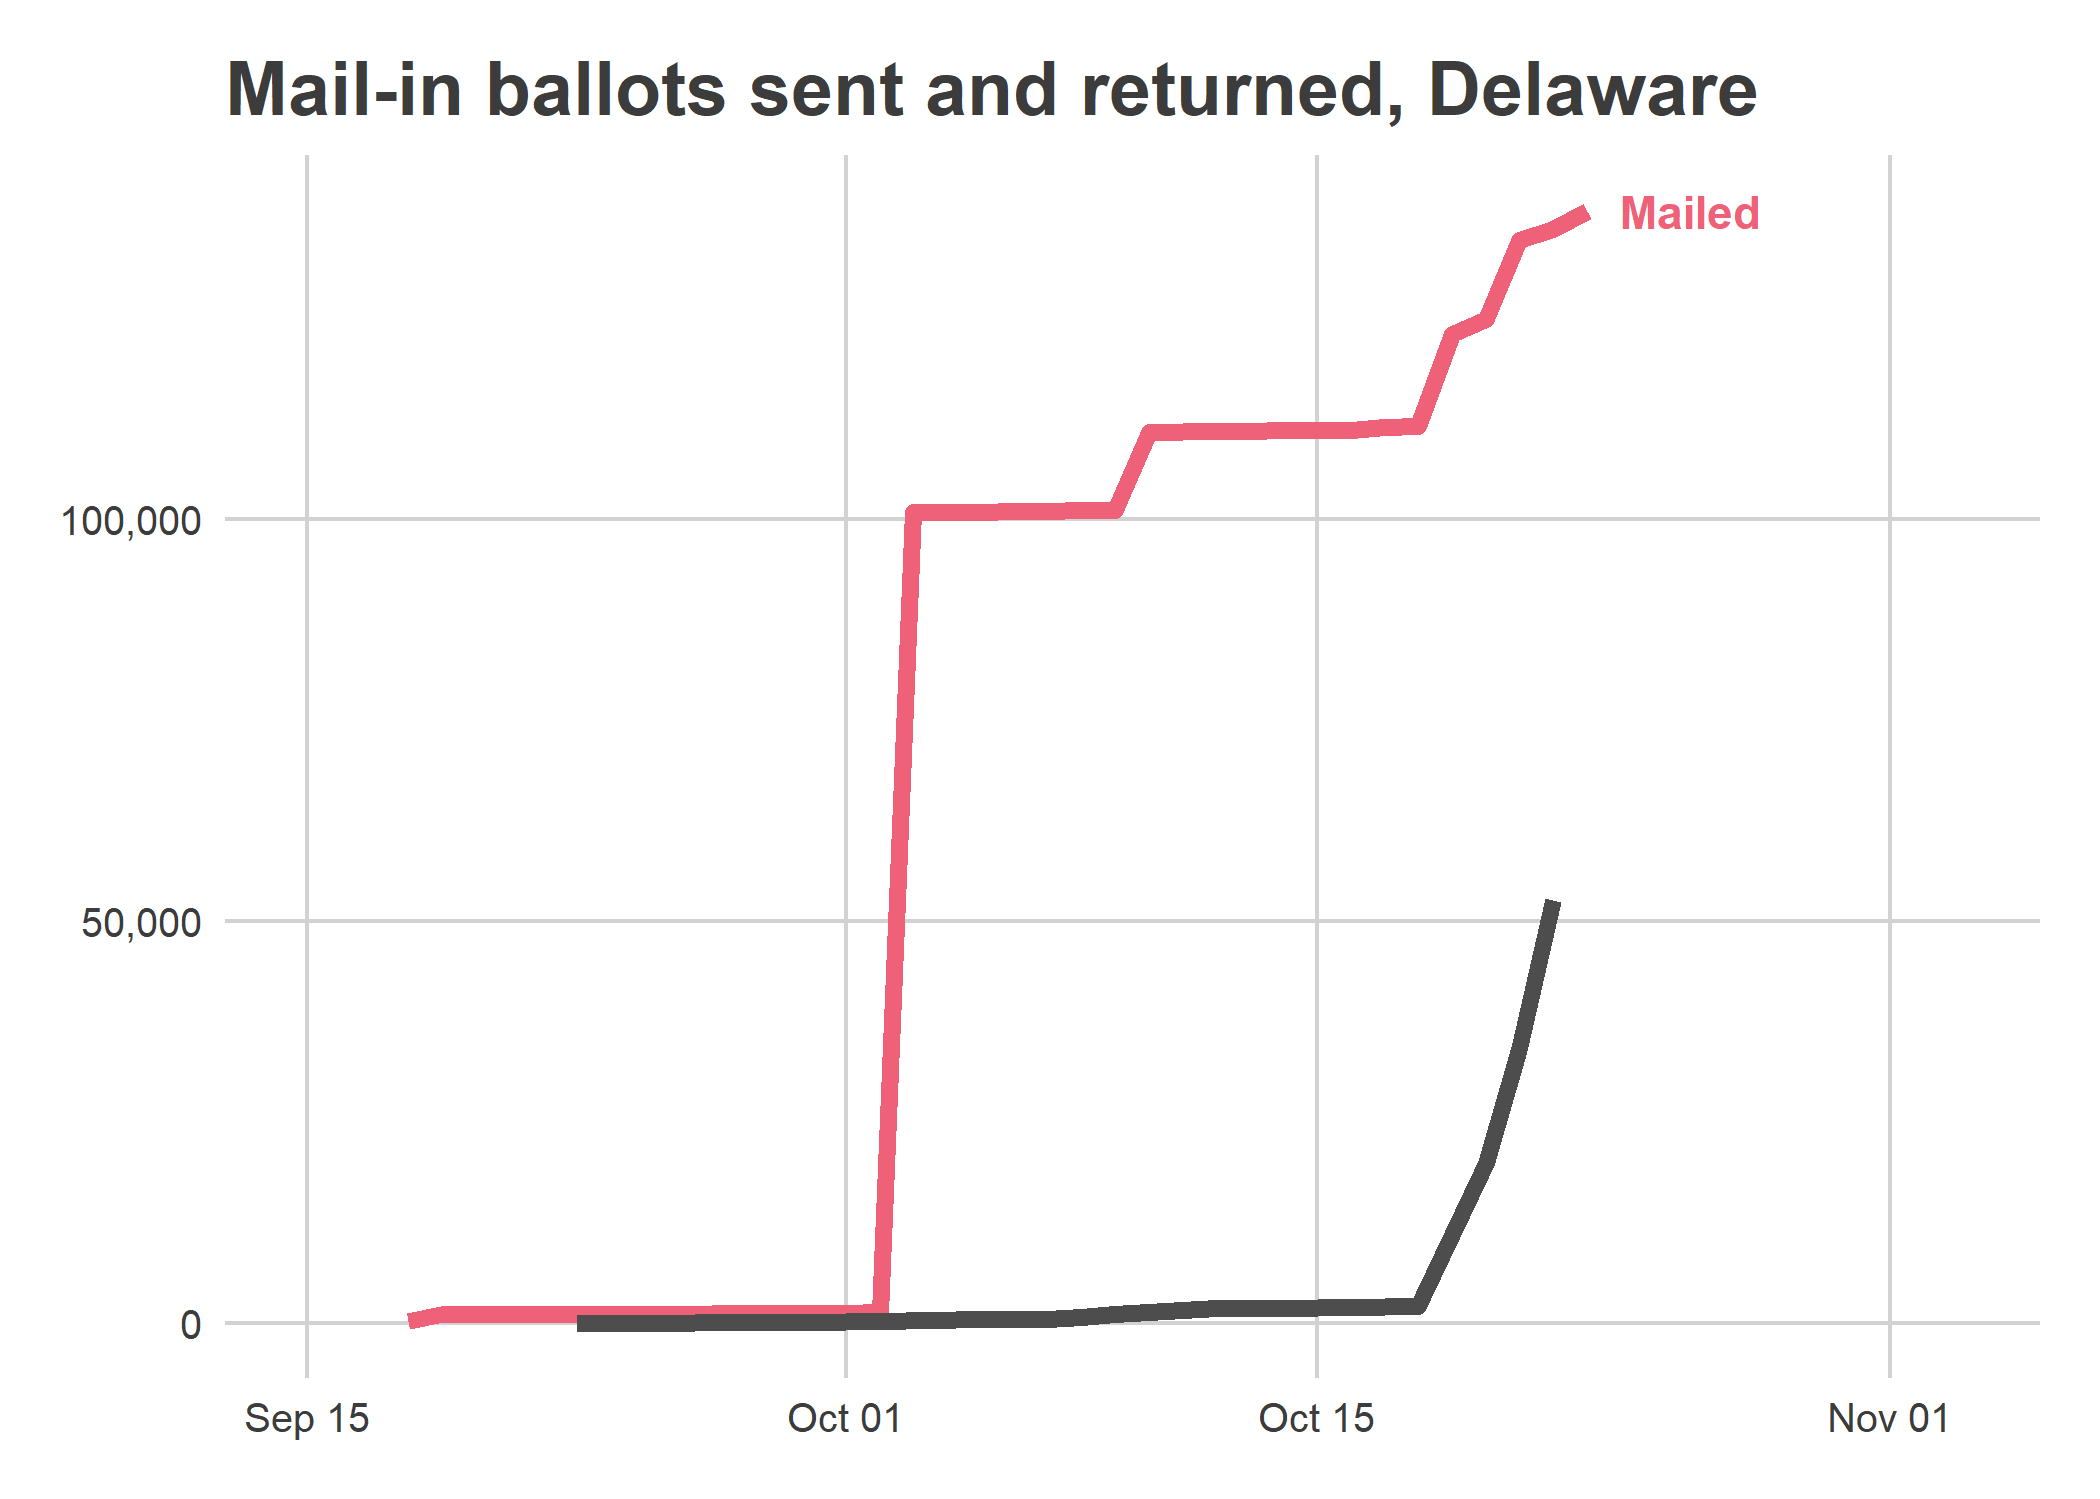 Mail-in ballots sent and returned, Delaware
Mailed
100,000
50,000
0
Sep 15
Oct 01
Oct 15
Nov 01